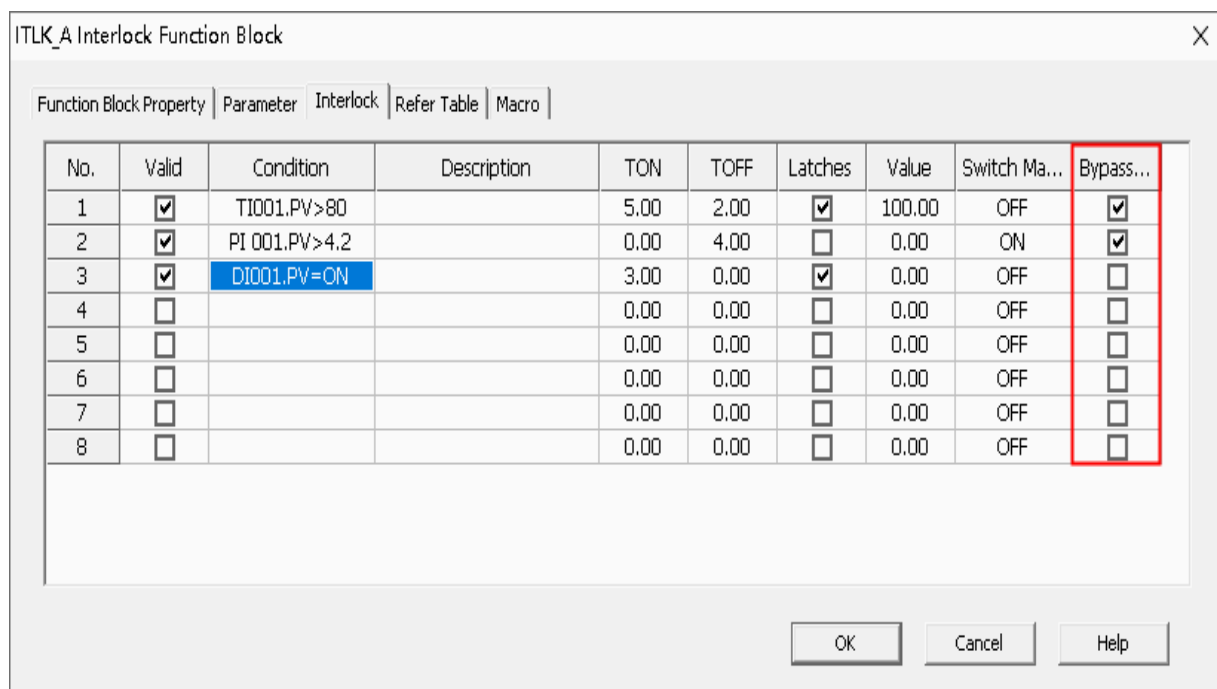 ITLK_A Interlock Function Block
Function Block Property Parameter Interlock Refer Table Macro
No. Valid Condition Description TON TOFF Latches Value Switch Ma... Bypass...
1 TI001.PV>80 5.00 2.00 100.00 OFF
2 PI 001.PV>4.2 0.00 4.00 0.00 ON
3 DI001.PV=ON 3.00 0.00 0.00 OFF
4 0.00 0.00 0.00 OFF
5 0.00 0.00 0.00 OFF
6 0.00 0.00 0.00 OFF
7 0.00 0.00 0.00 OFF
8 0.00 0.00 0.00 OFF
OK Cancel Help